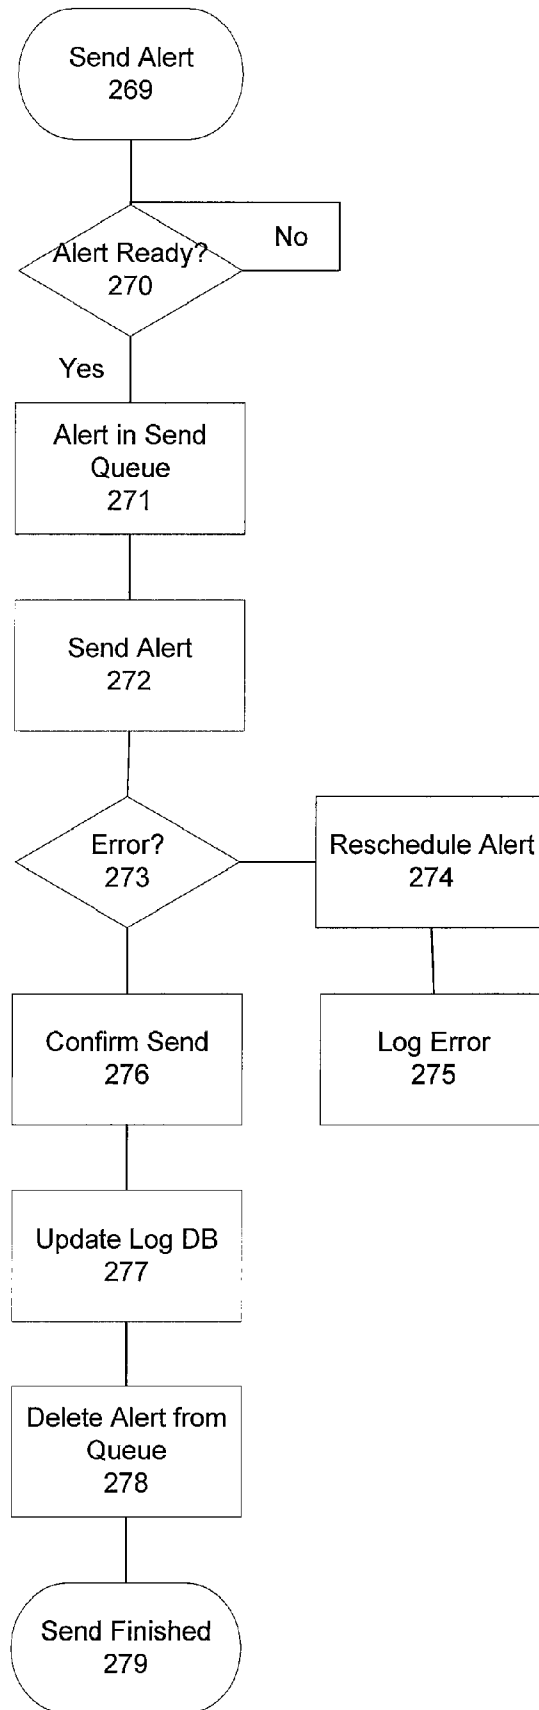 Send Alert
269
No
Alert Ready?
270
Yes
Alert in Send
Queue
271
Send Alert
272
Error?
273
Reschedule Alert
274
Confirm Send
276
Log Error
275
Update Log DB
277
Delete Alert from
Queue
278
Send Finished
279